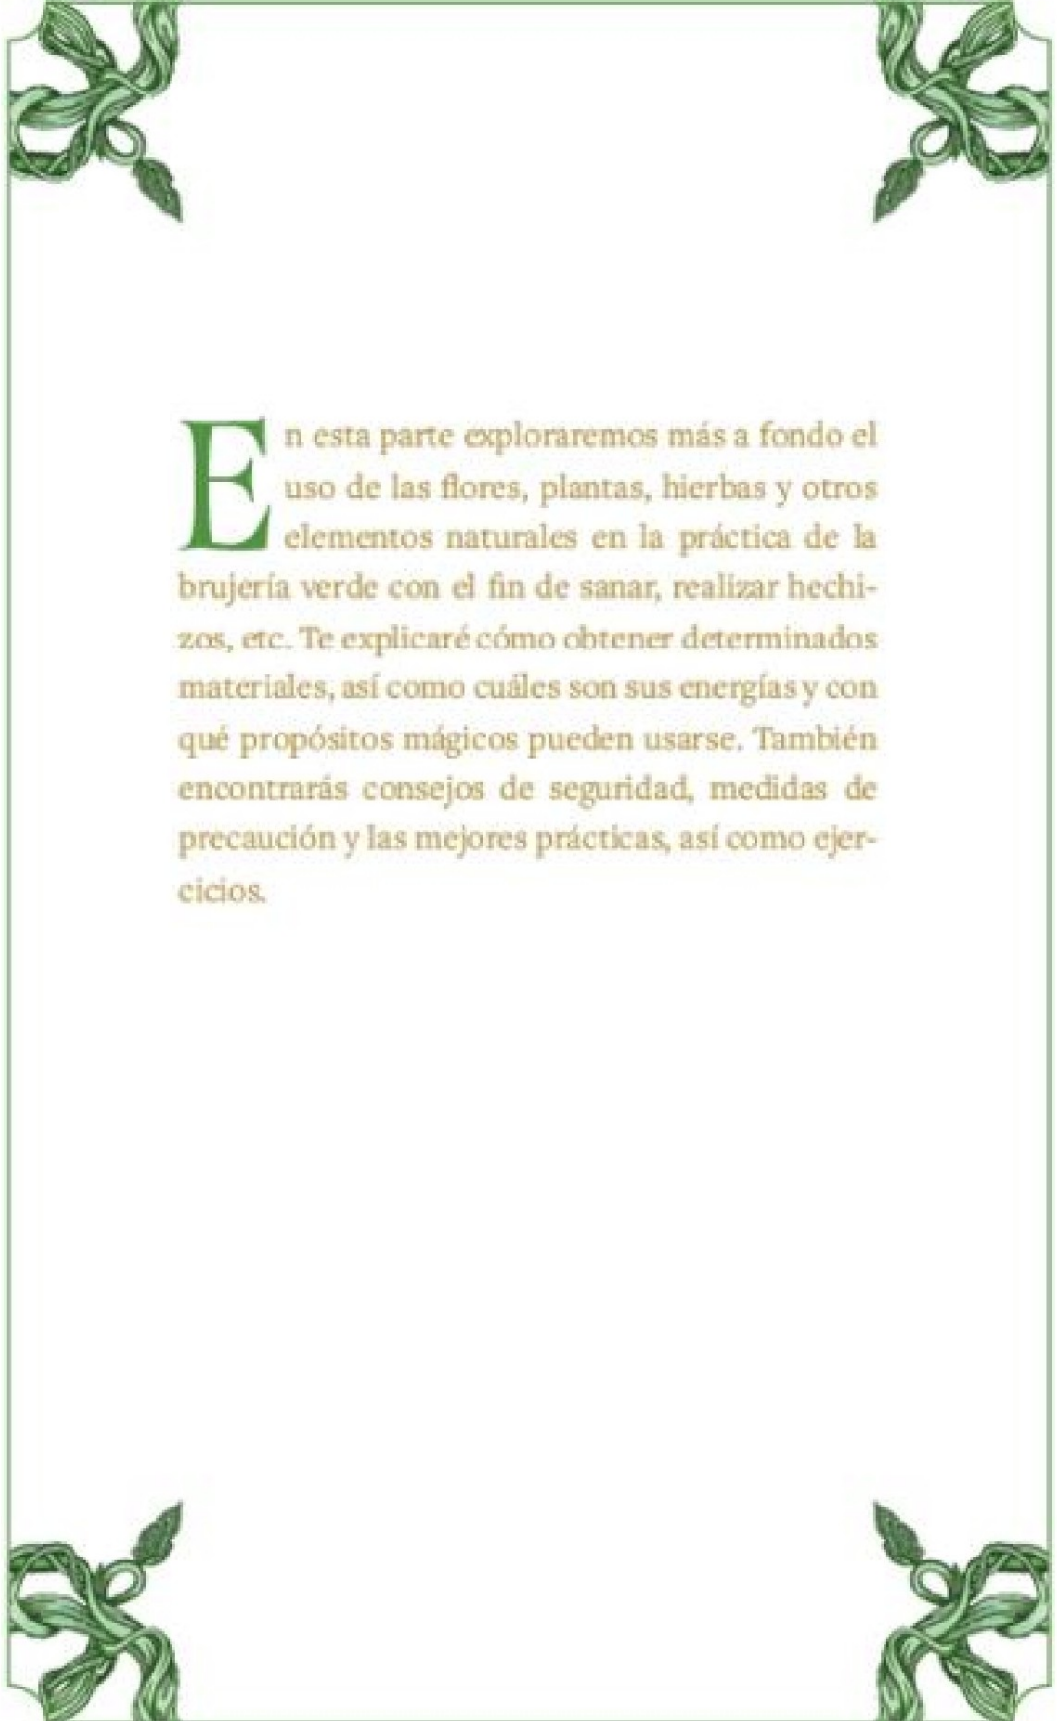 En esta parte exploraremos más a fondo el
uso de las flores, plantas, hierbas y otros
elementos naturales en la práctica de la
brujería verde con el fin de sanar, realizar hechi-
zos, etc. Te explicaré cómo obtener determinados
materiales, así como cuáles son sus energías y con
qué propósitos mágicos pueden usarse. También
encontrarás consejos de seguridad, medidas de
precaución y las mejores prácticas, así como ejer-
cicios.